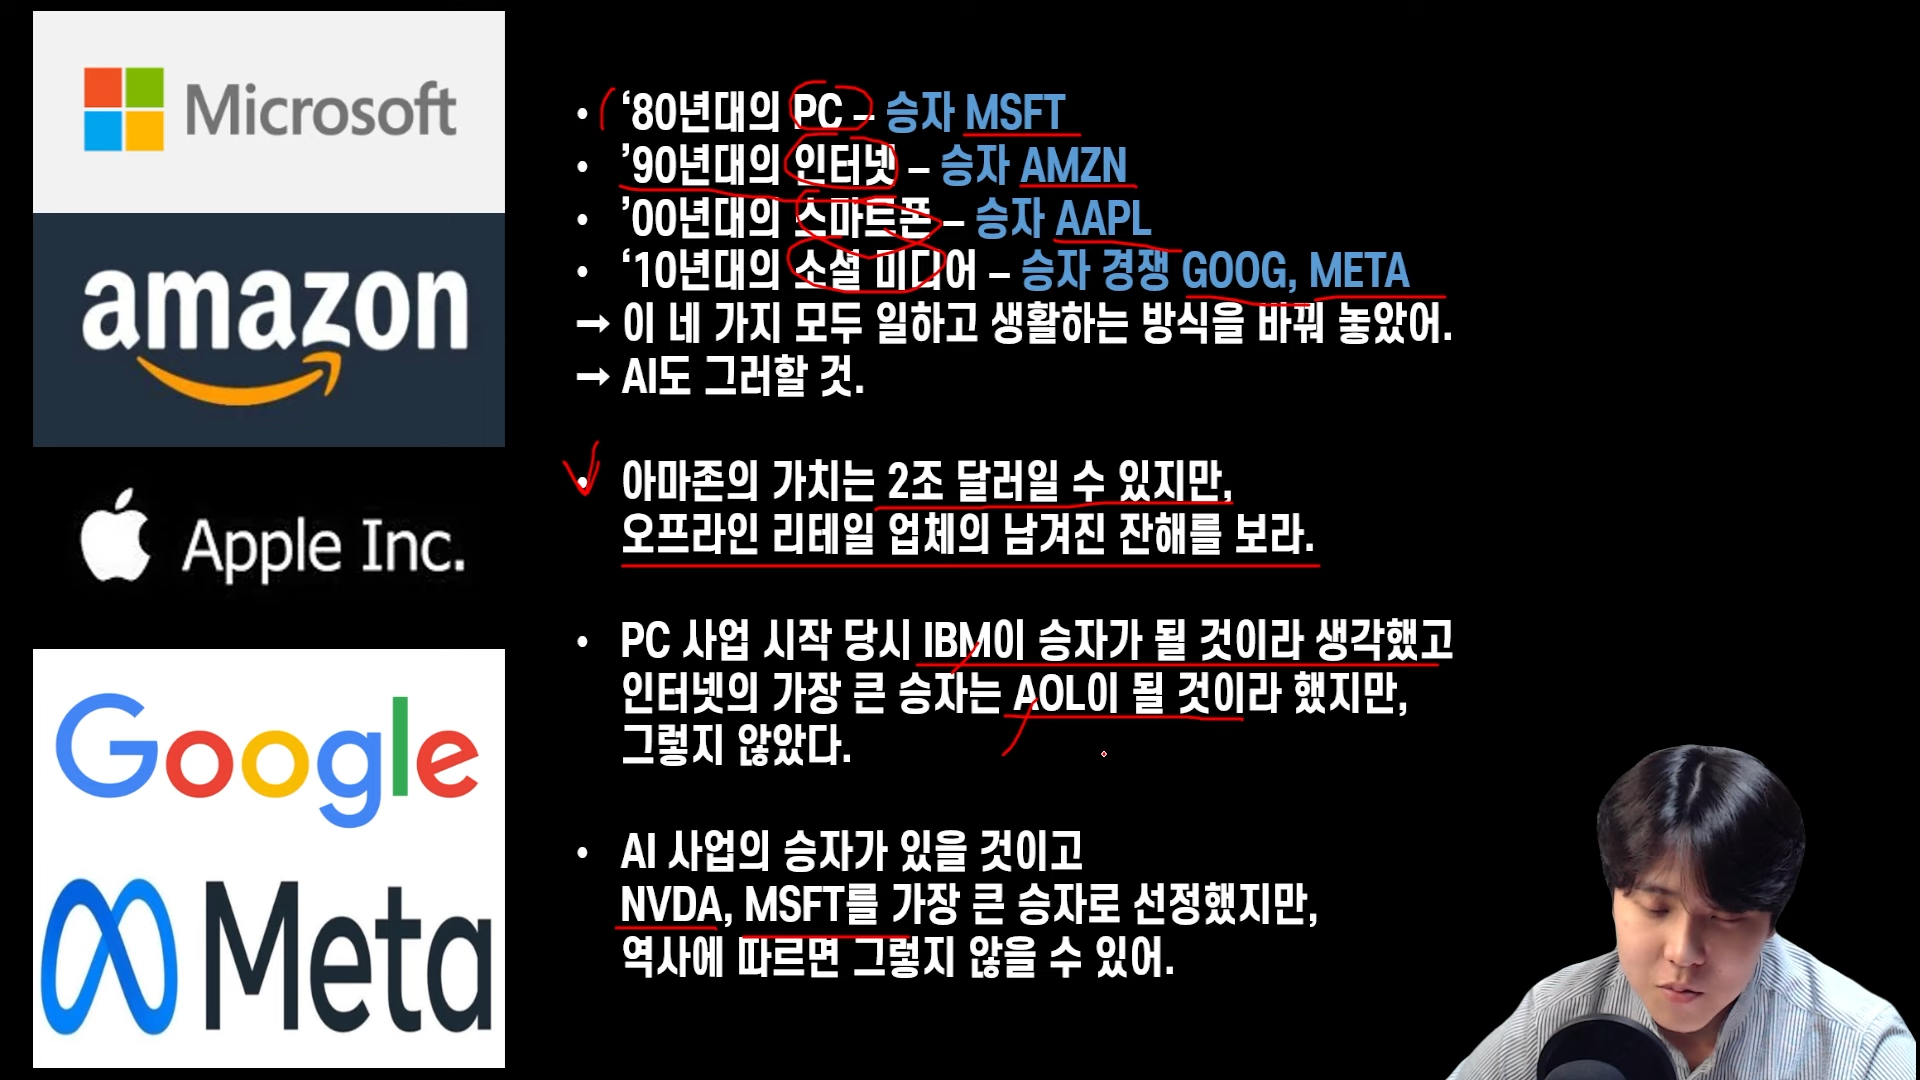 Microsoft
amazon
Apple Inc.
Google
Meta
• ‘80년대의 PC – 승자 MSFT
• ’90년대의 인터넷 – 승자 AMZN
• ’00년대의 스마트폰 – 승자 AAPL
• ‘10년대의 소셜 미디어 – 승자 경쟁 GOOG, META
→ 이 네 가지 모두 일하고 생활하는 방식을 바꿔 놓았어.
→ AI도 그러할 것.
• 아마존의 가치는 2조 달러일 수 있지만,
오프라인 리테일 업체의 남겨진 잔해를 보라.
• PC 사업 시작 당시 IBM이 승자가 될 것이라 생각했고
인터넷의 가장 큰 승자는 AOL이 될 것이라 했지만,
그렇지 않았다.
• AI 사업의 승자가 있을 것이고
NVDA, MSFT를 가장 큰 승자로 선정했지만,
역사에 따르면 그렇지 않을 수 있어.